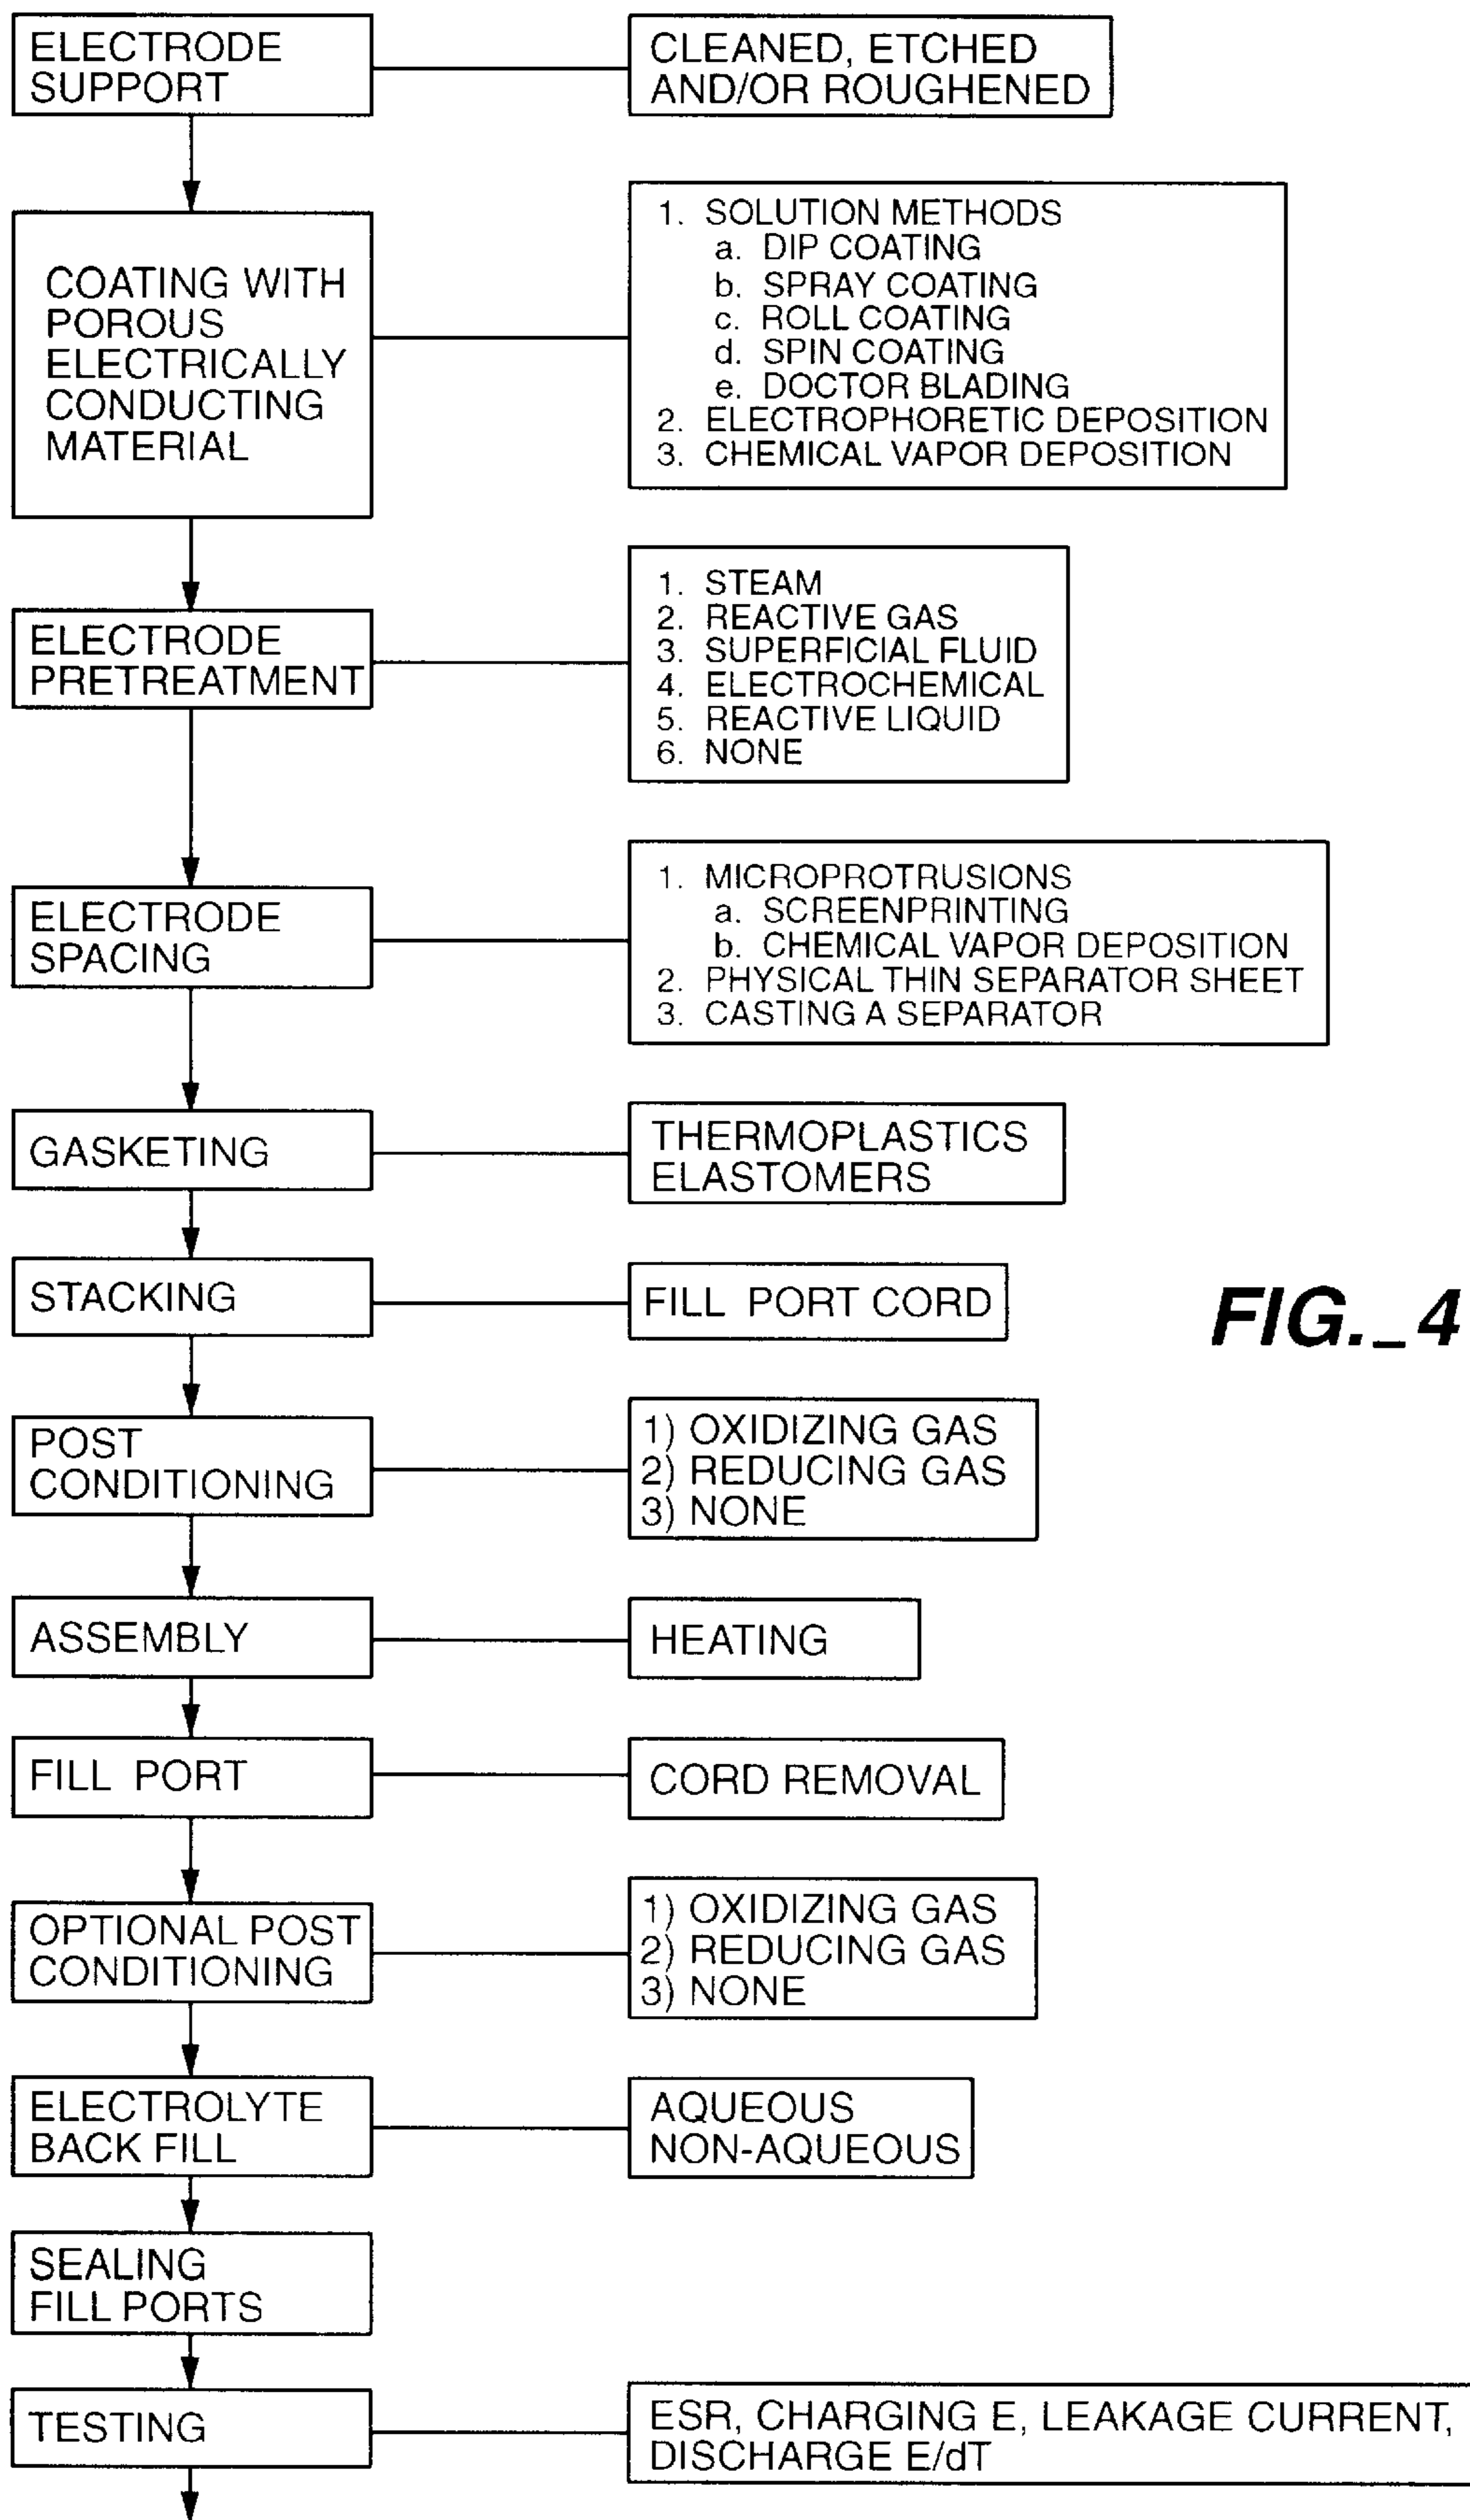 ELECTRODE
SUPPORT
CLEANED, ETCHED
AND/OR ROUGHENED
COATING WITH
POROUS
ELECTRICALLY
CONDUCTING
MATERIAL
1. SOLUTION METHODS
a. DIP COATING
b. SPRAY COATING
c. ROLL COATING
d. SPIN COATING
e. DOCTOR BLADING
2. ELECTROPHORETIC DEPOSITION
3. CHEMICAL VAPOR DEPOSITION
ELECTRODE
PRETREATMENT
1. STEAM
2. REACTIVE GAS
3. SUPERFICIAL FLUID
4. ELECTROCHEMICAL
5. REACTIVE LIQUID
6. NONE
ELECTRODE
SPACING
1. MICROPROTRUSIONS
a. SCREENPRINTING
b. CHEMICAL VAPOR DEPOSITION
2. PHYSICAL THIN SEPARATOR SHEET
3. CASTING A SEPARATOR
GASKETING
THERMOPLASTICS
ELASTOMERS
STACKING
FILL PORT CORD
FIG._4
POST
CONDITIONING
1) OXIDIZING GAS
2) REDUCING GAS
3) NONE
ASSEMBLY
HEATING
FILL PORT
CORD REMOVAL
OPTIONAL POST
CONDITIONING
1) OXIDIZING GAS
2) REDUCING GAS
3) NONE
ELECTROLYTE
BACK FILL
AQUEOUS
NON-AQUEOUS
SEALING
FILL PORTS
TESTING
ESR, CHARGING E, LEAKAGE CURRENT,
DISCHARGE E/dT